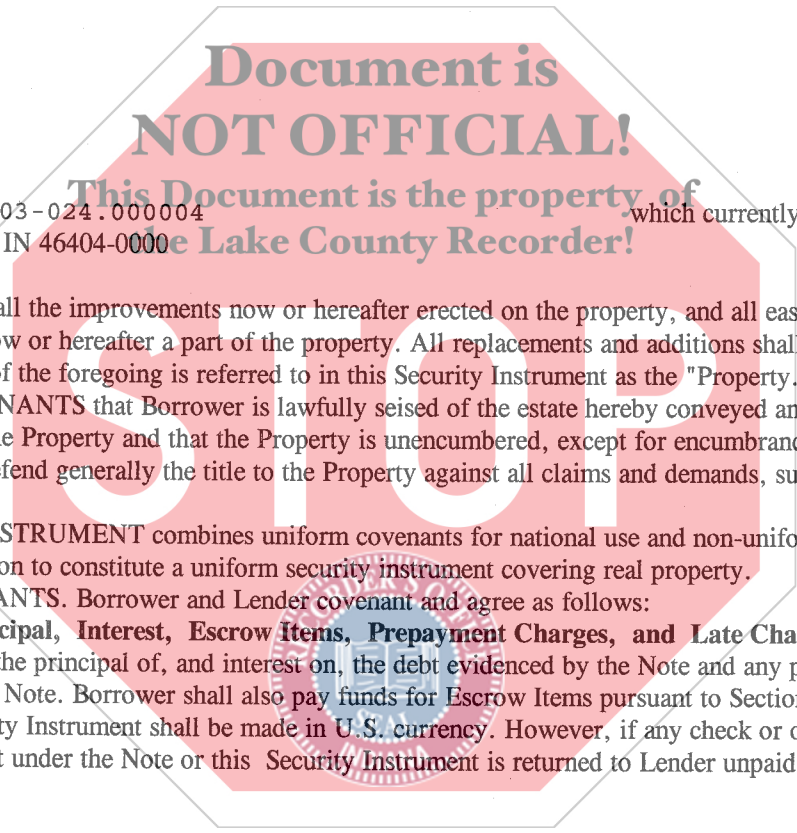 Document is
NOT OFFICIAL!
This Document is the property of
the Lake County Recorder!
STOP
03-024.000004 which currently
IN 46404-0000
all the improvements now or hereafter erected on the property, and all eas
w or hereafter a part of the property. All replacements and additions shal
f the foregoing is referred to in this Security Instrument as the "Property.
NANTS that Borrower is lawfully seised of the estate hereby conveyed an
e Property and that the Property is unencumbered, except for encumbranc
fend generally the title to the Property against all claims and demands, su
STRUMENT combines uniform covenants for national use and non-unifo
on to constitute a uniform security instrument covering real property.
ANTS. Borrower and Lender covenant and agree as follows:
cipal, Interest, Escrow Items, Prepayment Charges, and Late Cha
the principal of, and interest on, the debt evidenced by the Note and any p
Note. Borrower shall also pay funds for Escrow Items pursuant to Section
ty Instrument shall be made in U.S. currency. However, if any check or o
t under the Note or this Security Instrument is returned to Lender unpaid
RECORDER'S OFFICE
SEAL
INDIANA